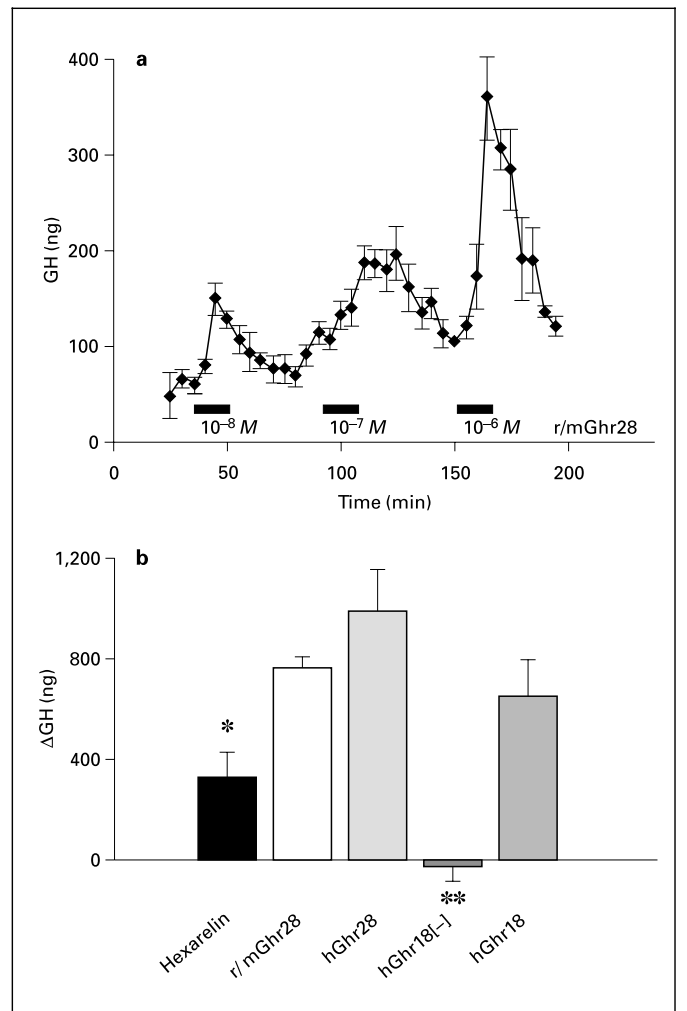 a
400
300
200
100
0
GH (ng)
10⁻⁸ M 10⁻⁷ M 10⁻⁶ M r/mGhr28
0 50 100 150 200
Time (min)
b
1,200
800
400
0
ΔGH (ng)
*
**
Hexarelin
r/ mGhr28
hGhr28
hGhr18[–]
hGhr18